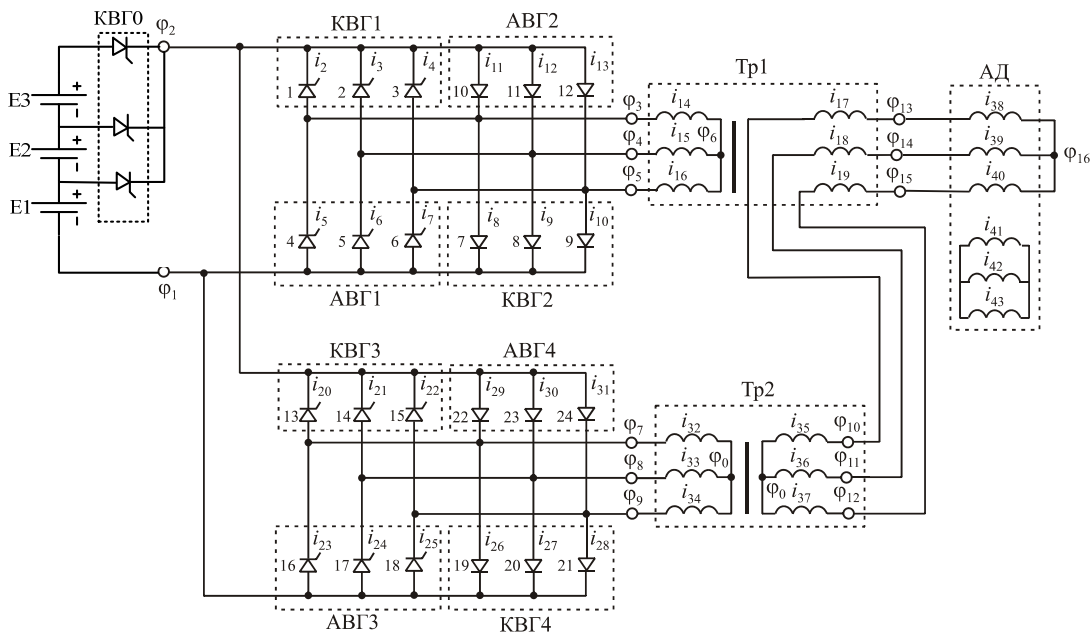 КВГ0
φ2
КВГ1
АВГ2
i2
i3
i4
i11
i12
i13
1
2
3
10
11
12
E3
E2
E1
+
-
+
-
+
-
Тр1
АД
φ3
φ4
φ5
i14
i15
i16
φ6
i17
i18
i19
φ13
φ14
φ15
i38
i39
i40
φ16
i41
i42
i43
i5
i6
i7
i8
i9
i10
4
5
6
7
8
9
φ1
АВГ1
КВГ2
КВГ3
АВГ4
i20
i21
i22
i29
i30
i31
13
14
15
22
23
24
Тр2
φ7
φ8
φ9
i32
i33
i34
φ0
i35
i36
i37
φ0
φ10
φ11
φ12
i23
i24
i25
i26
i27
i28
16
17
18
19
20
21
АВГ3
КВГ4